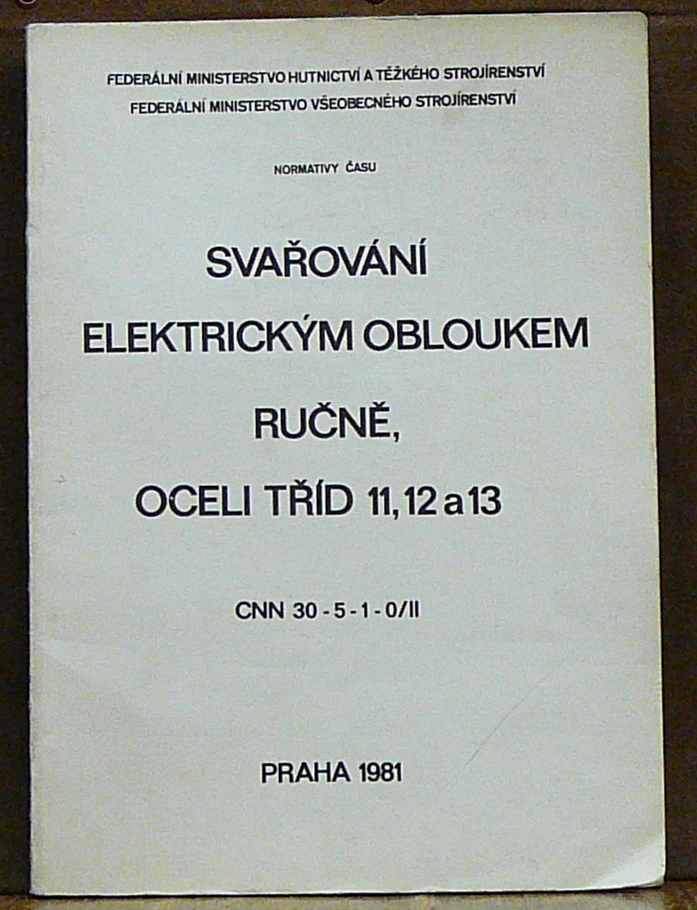 FEDERÁLNÍ MINISTERSTVO HUTNICTVÍ A TĚŽKÉHO STROJÍRENSTVÍ
FEDERÁLNÍ MINISTERSTVO VŠEOBECNÉHO STROJÍRENSTVÍ
NORMATIVY ČASU
SVAŘOVÁNÍ
ELEKTRICKÝM OBLOUKEM
RUČNĚ,
OCELI TŘÍD 11, 12 a 13
CNN 30 - 5 - 1 - 0/II
PRAHA 1981